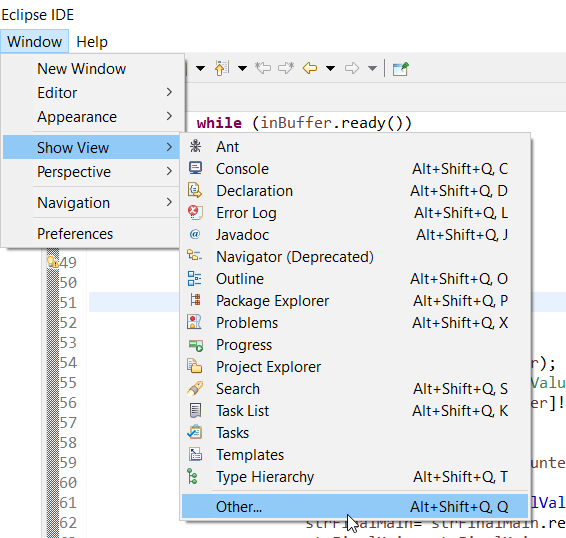 Eclipse IDE
Window Help
New Window
Editor
Appearance
Show View
Perspective
Navigation
Preferences
while (inBuffer.ready())
Ant
Console Alt+Shift+Q, C
Declaration Alt+Shift+Q, D
Error Log Alt+Shift+Q, L
Javadoc Alt+Shift+Q, J
Navigator (Deprecated)
Outline Alt+Shift+Q, O
Package Explorer Alt+Shift+Q, P
Problems Alt+Shift+Q, X
Progress
Project Explorer
Search Alt+Shift+Q, S
Task List Alt+Shift+Q, K
Tasks
Templates
Type Hierarchy Alt+Shift+Q, T
Other... Alt+Shift+Q, Q
49
50
51
52
53
54 r);
55 Valu
56 er]!
57
58
59 unte
60
61 lVal
62 strFinalMain= strFinalMain.re